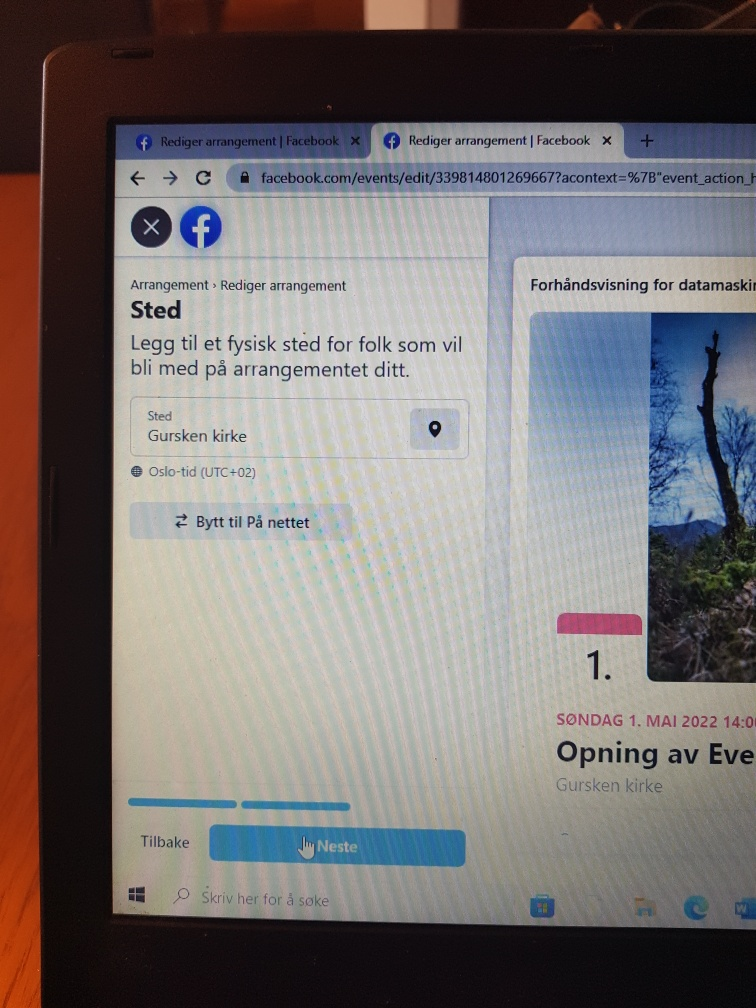 Rediger arrangement | Facebook
Rediger arrangement | Facebook
facebook.com/events/edit/339814801269667?acontext=%7B"event_action_h
Arrangement › Rediger arrangement
Sted
Legg til et fysisk sted for folk som vil
bli med på arrangementet ditt.
Sted
Gursken kirke
Oslo-tid (UTC+02)
Bytt til På nettet
Tilbake
Neste
Forhåndsvisning for datamaskin
1.
SØNDAG 1. MAI 2022 14:00
Opning av Eve
Gursken kirke
Skriv her for å søke